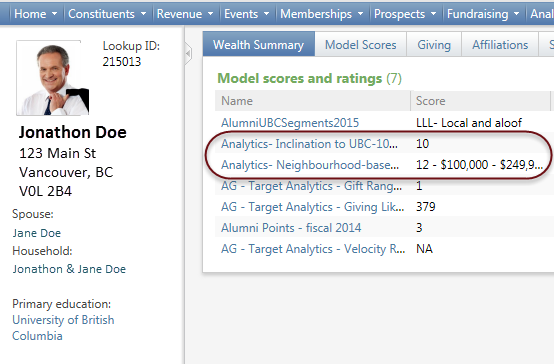 Home Constituents Revenue Events Memberships Prospects Fundraising
Lookup ID:
215013
Jonathon Doe
123 Main St
Vancouver, BC
V0L 2B4
Spouse:
Jane Doe
Household:
Jonathon & Jane Doe
Primary education:
University of British
Columbia
Wealth Summary Model Scores Giving Affiliations
Model scores and ratings (7)
Name Score
AlumniUBCSegments2015 LLL- Local and aloof
Analytics- Inclination to UBC-10... 10
Analytics- Neighbourhood-base... 12 - $100,000 - $249,9...
AG - Target Analytics - Gift Rang... 1
AG - Target Analytics - Giving Lik... 379
Alumni Points - fiscal 2014 3
AG - Target Analytics - Velocity R... NA